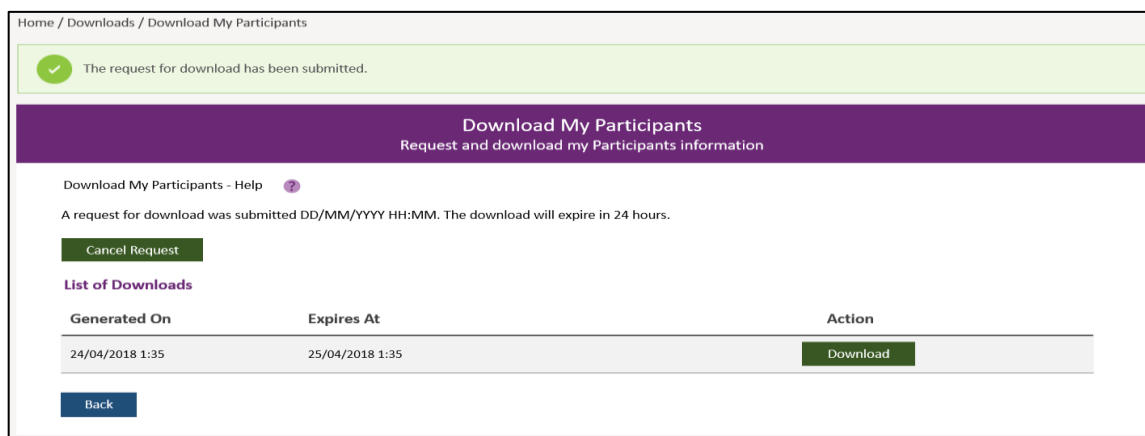 Home / Downloads / Download My Participants
The request for download has been submitted.
Download My Participants
Request and download my Participants information
Download My Participants - Help ?
A request for download was submitted DD/MM/YYYY HH:MM. The download will expire in 24 hours.
Cancel Request
List of Downloads
Generated On Expires At Action
24/04/2018 1:35 25/04/2018 1:35 Download
Back